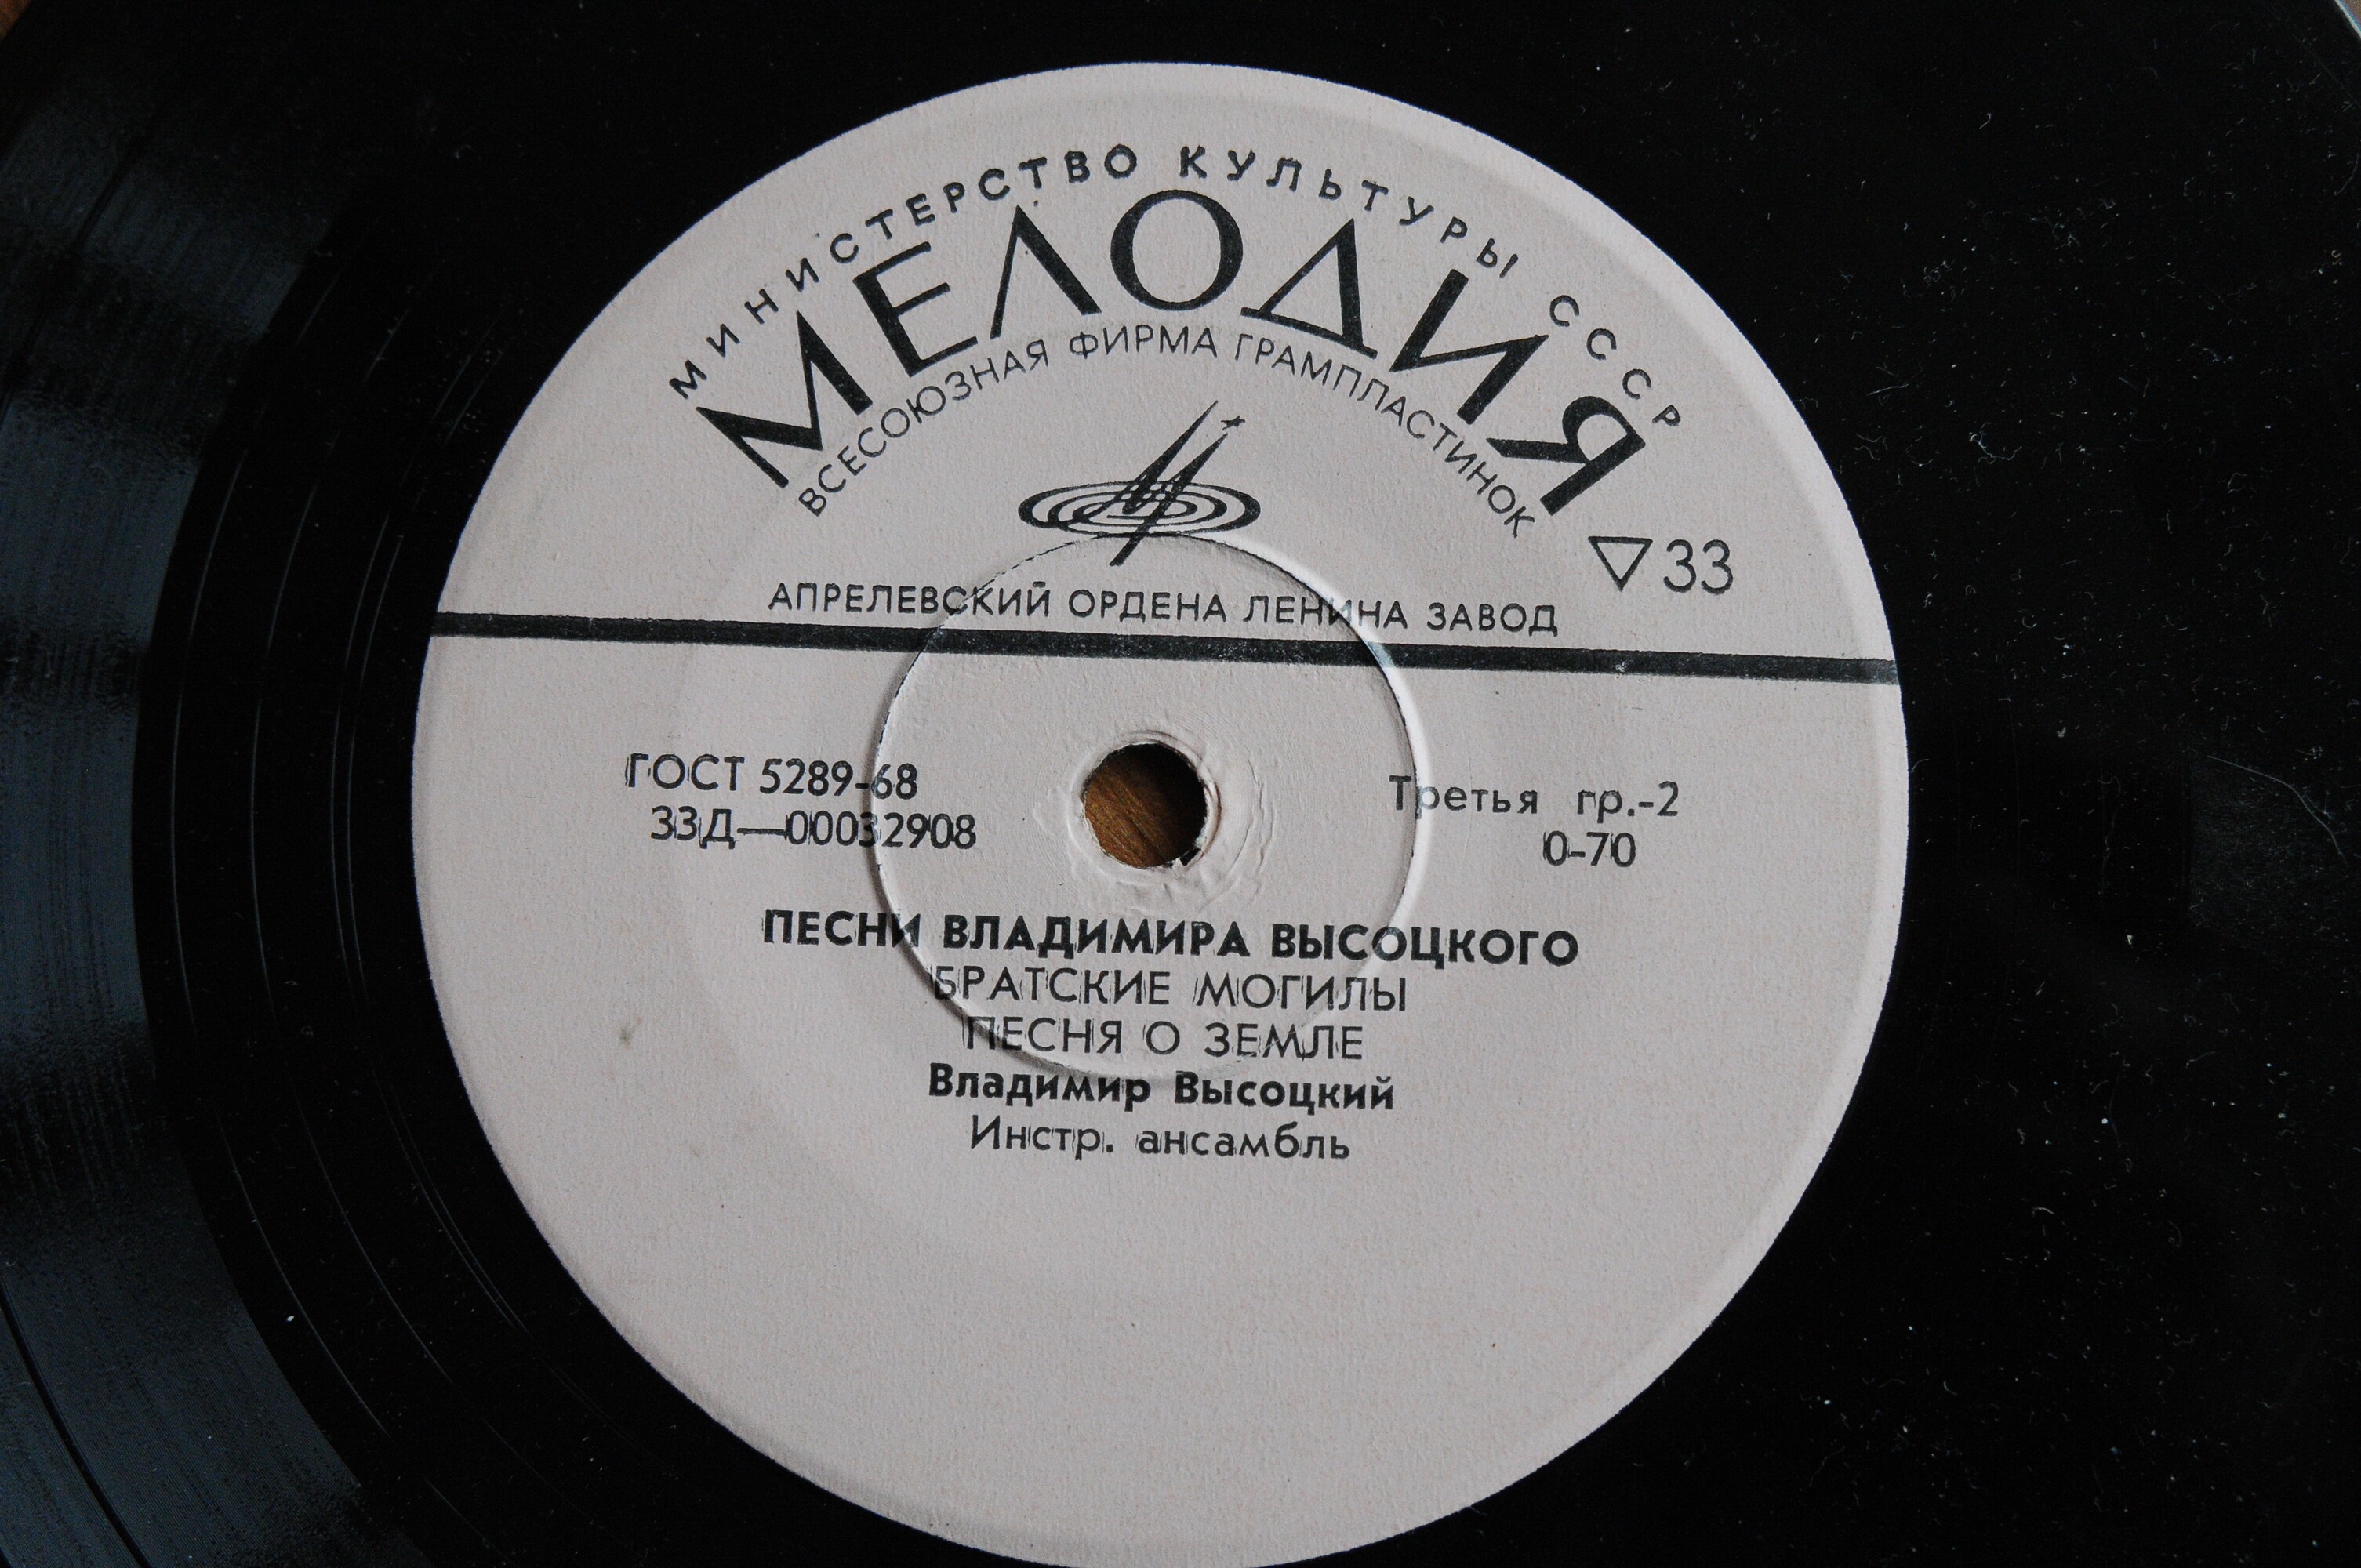 МИНИСТЕРСТВО КУЛЬТУРЫ СССР
МЕЛОДИЯ
ВСЕСОЮЗНАЯ ФИРМА ГРАМПЛАСТИНОК
▽33
АПРЕЛЕВСКИЙ ОРДЕНА ЛЕНИНА ЗАВОД
ГОСТ 5289-68
33Д—00032908
Третья гр.-2
0-70
ПЕСНИ ВЛАДИМИРА ВЫСОЦКОГО
БРАТСКИЕ МОГИЛЫ
ПЕСНЯ О ЗЕМЛЕ
Владимир Высоцкий
Инстр. ансамбль